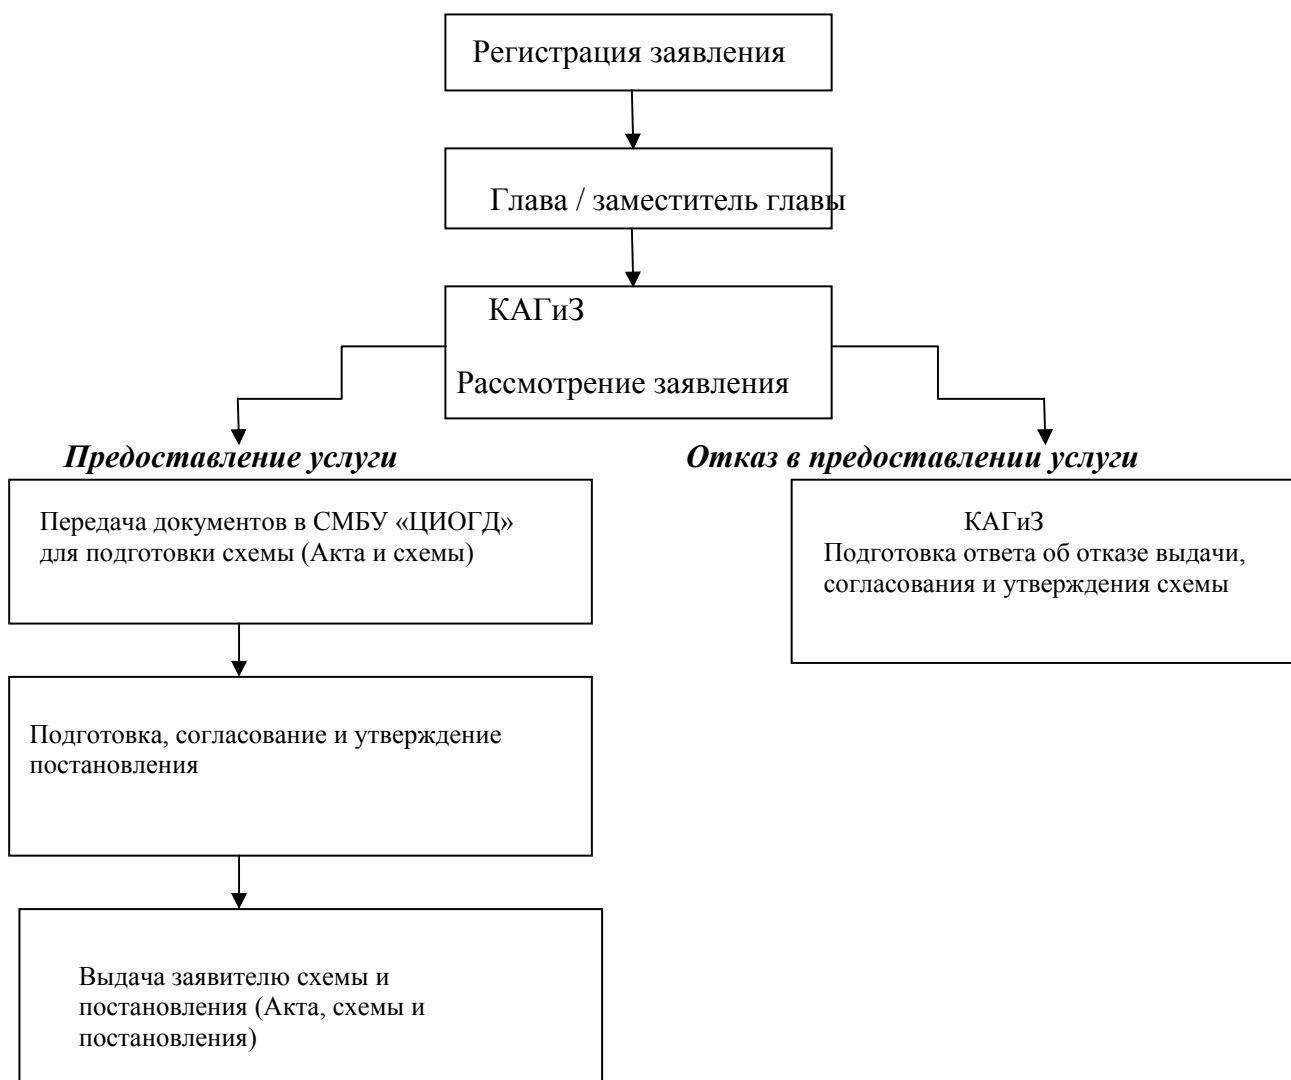 Регистрация заявления
Глава / заместитель главы
КАГиЗ
Рассмотрение заявления
Предоставление услуги
Отказ в предоставлении услуги
Передача документов в СМБУ «ЦИОГД»
для подготовки схемы (Акта и схемы)
КАГиЗ
Подготовка ответа об отказе выдачи,
согласования и утверждения схемы
Подготовка, согласование и утверждение
постановления
Выдача заявителю схемы и
постановления (Акта, схемы и
постановления)